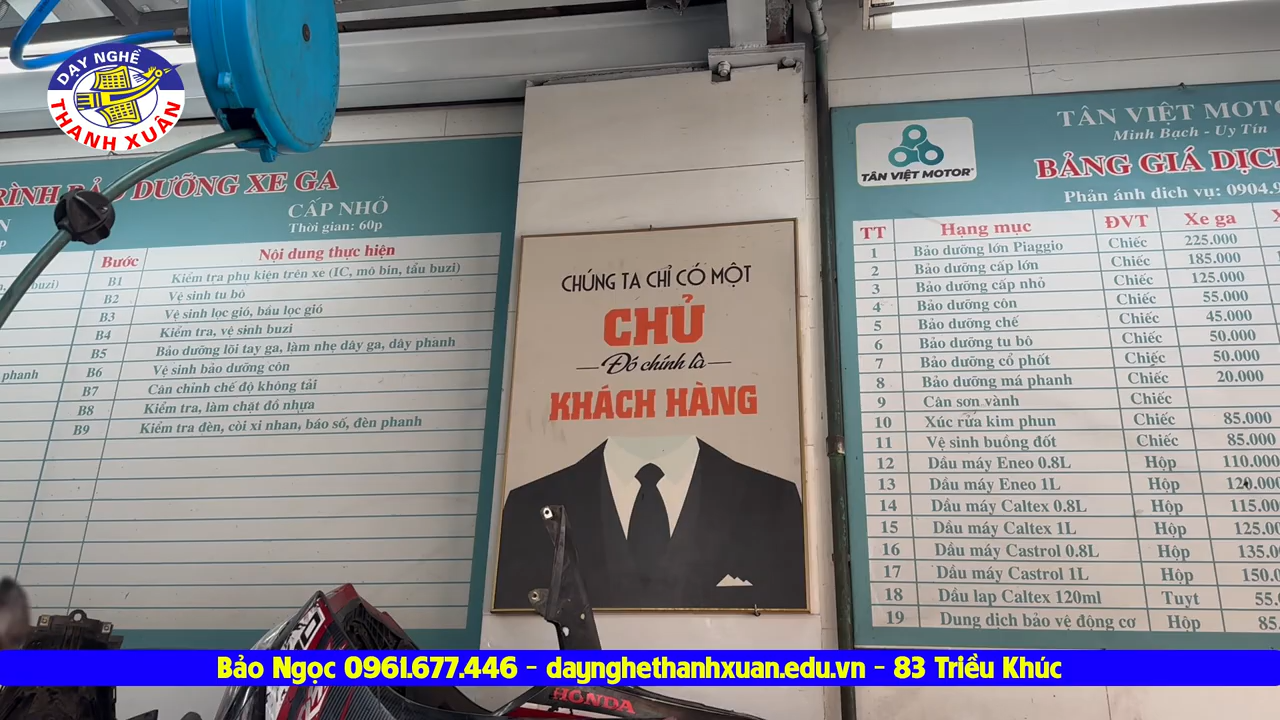 DẠY NGHỀ
THANH XUÂN
RÌNH BẢO DƯỠNG XE GA
CẤP NHỎ
Thời gian: 60p
Bước Nội dung thực hiện
B1 Kiểm tra phụ kiện trên xe (IC, mô bin, tẩu buzi)
B2 Vệ sinh tu bô
B3 Vệ sinh lọc gió, bầu lọc gió
B4 Kiểm tra, vệ sinh buzi
B5 Bảo dưỡng lõi tay ga, làm nhẹ dây ga, dây phanh
phanh B6 Vệ sinh bảo dưỡng côn
B7 Cân chỉnh chế độ không tải
B8 Kiểm tra, làm chặt đồ nhựa
B9 Kiểm tra đèn, còi xi nhan, báo số, đèn phanh
CHÚNG TA CHỈ CÓ MỘT
CHỦ
Đó chính là
KHÁCH HÀNG
TÂN VIỆT MOTOR
TÂN VIỆT MOTO
Minh Bạch - Uy Tín
BẢNG GIÁ DỊC
Phản ánh dịch vụ: 0904.9
TT Hạng mục ĐVT Xe ga
1 Bảo dưỡng lớn Piaggio Chiếc 225.000
2 Bảo dưỡng cấp lớn Chiếc 185.000
3 Bảo dưỡng cấp nhỏ Chiếc 125.000
4 Bảo dưỡng côn Chiếc 55.000
5 Bảo dưỡng chế Chiếc 45.000
6 Bảo dưỡng tu bô Chiếc 50.000
7 Bảo dưỡng cổ phốt Chiếc 50.000
8 Bảo dưỡng má phanh Chiếc 20.000
9 Cân sơn vành Chiếc
10 Xúc rửa kim phun Chiếc 85.000
11 Vệ sinh buồng đốt Chiếc 85.000
12 Dầu máy Eneo 0.8L Hộp 110.000
13 Dầu máy Eneo 1L Hộp 120.000
14 Dầu máy Caltex 0.8L Hộp 115.000
15 Dầu máy Caltex 1L Hộp 125.00
16 Dầu máy Castrol 0.8L Hộp 135.00
17 Dầu máy Castrol 1L Hộp 150.00
18 Dầu lap Caltex 120ml Tuyt 55.0
19 Dung dịch bảo vệ động cơ Hộp 85.
HONDA
Bảo Ngọc 0961.677.446 - daynghethanhxuan.edu.vn - 83 Triều Khúc